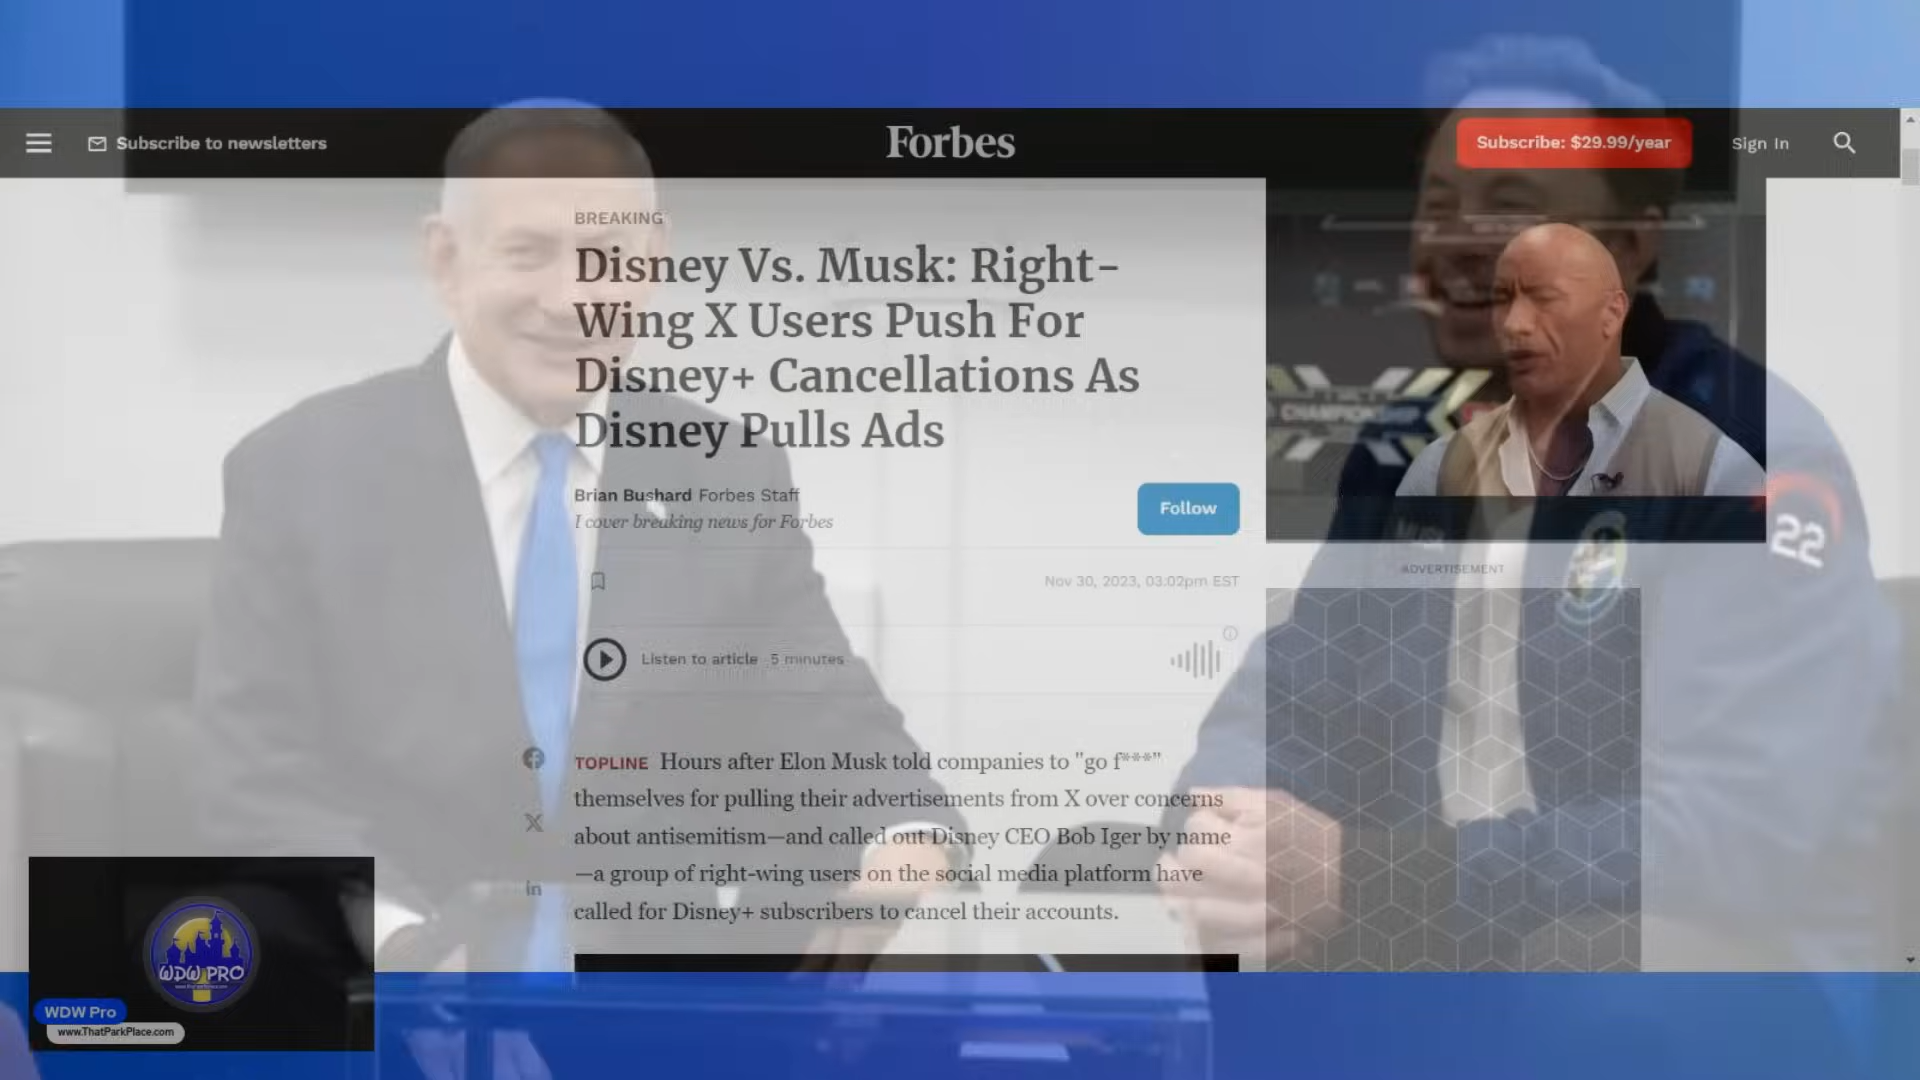 Subscribe to newsletters
Forbes
Subscribe: $29.99/year
Sign In
BREAKING
Disney Vs. Musk: Right-
Wing X Users Push For
Disney+ Cancellations As
Disney Pulls Ads
Brian Bushard Forbes Staff
I cover breaking news for Forbes
Follow
Nov 30, 2023, 03:02pm EST
Listen to article 5 minutes
TOPLINE Hours after Elon Musk told companies to "go f***"
themselves for pulling their advertisements from X over concerns
about antisemitism—and called out Disney CEO Bob Iger by name
—a group of right-wing users on the social media platform have
called for Disney+ subscribers to cancel their accounts.
CHAMPIONSHIP
MUSK
22
ADVERTISEMENT
WDW PRO
WDW Pro
www.ThatParkPlace.com